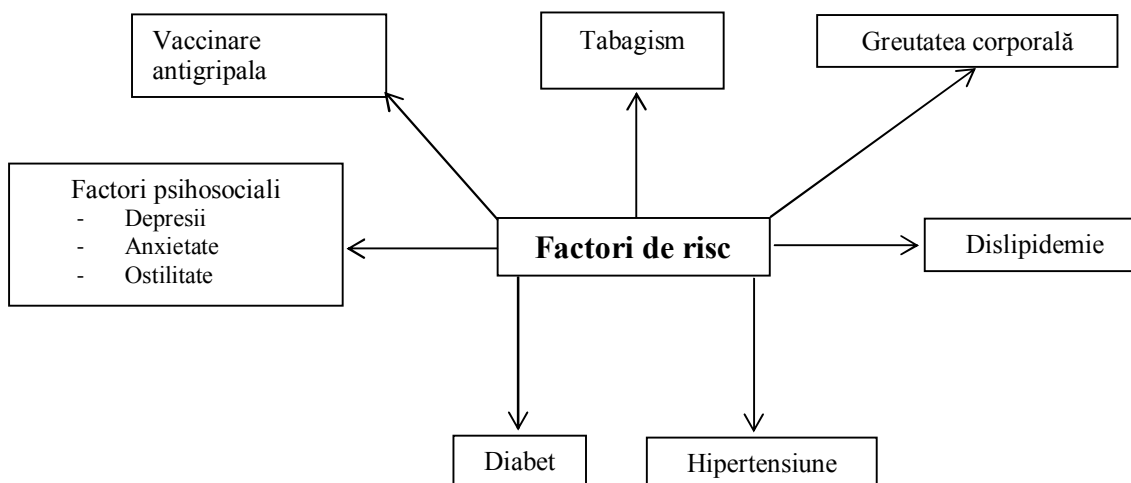 Vaccinare
antigripala
Tabagism
Greutatea corporală
Factori psihosociali
- Depresii
- Anxietate
- Ostilitate
Factori de risc
Dislipidemie
Diabet
Hipertensiune